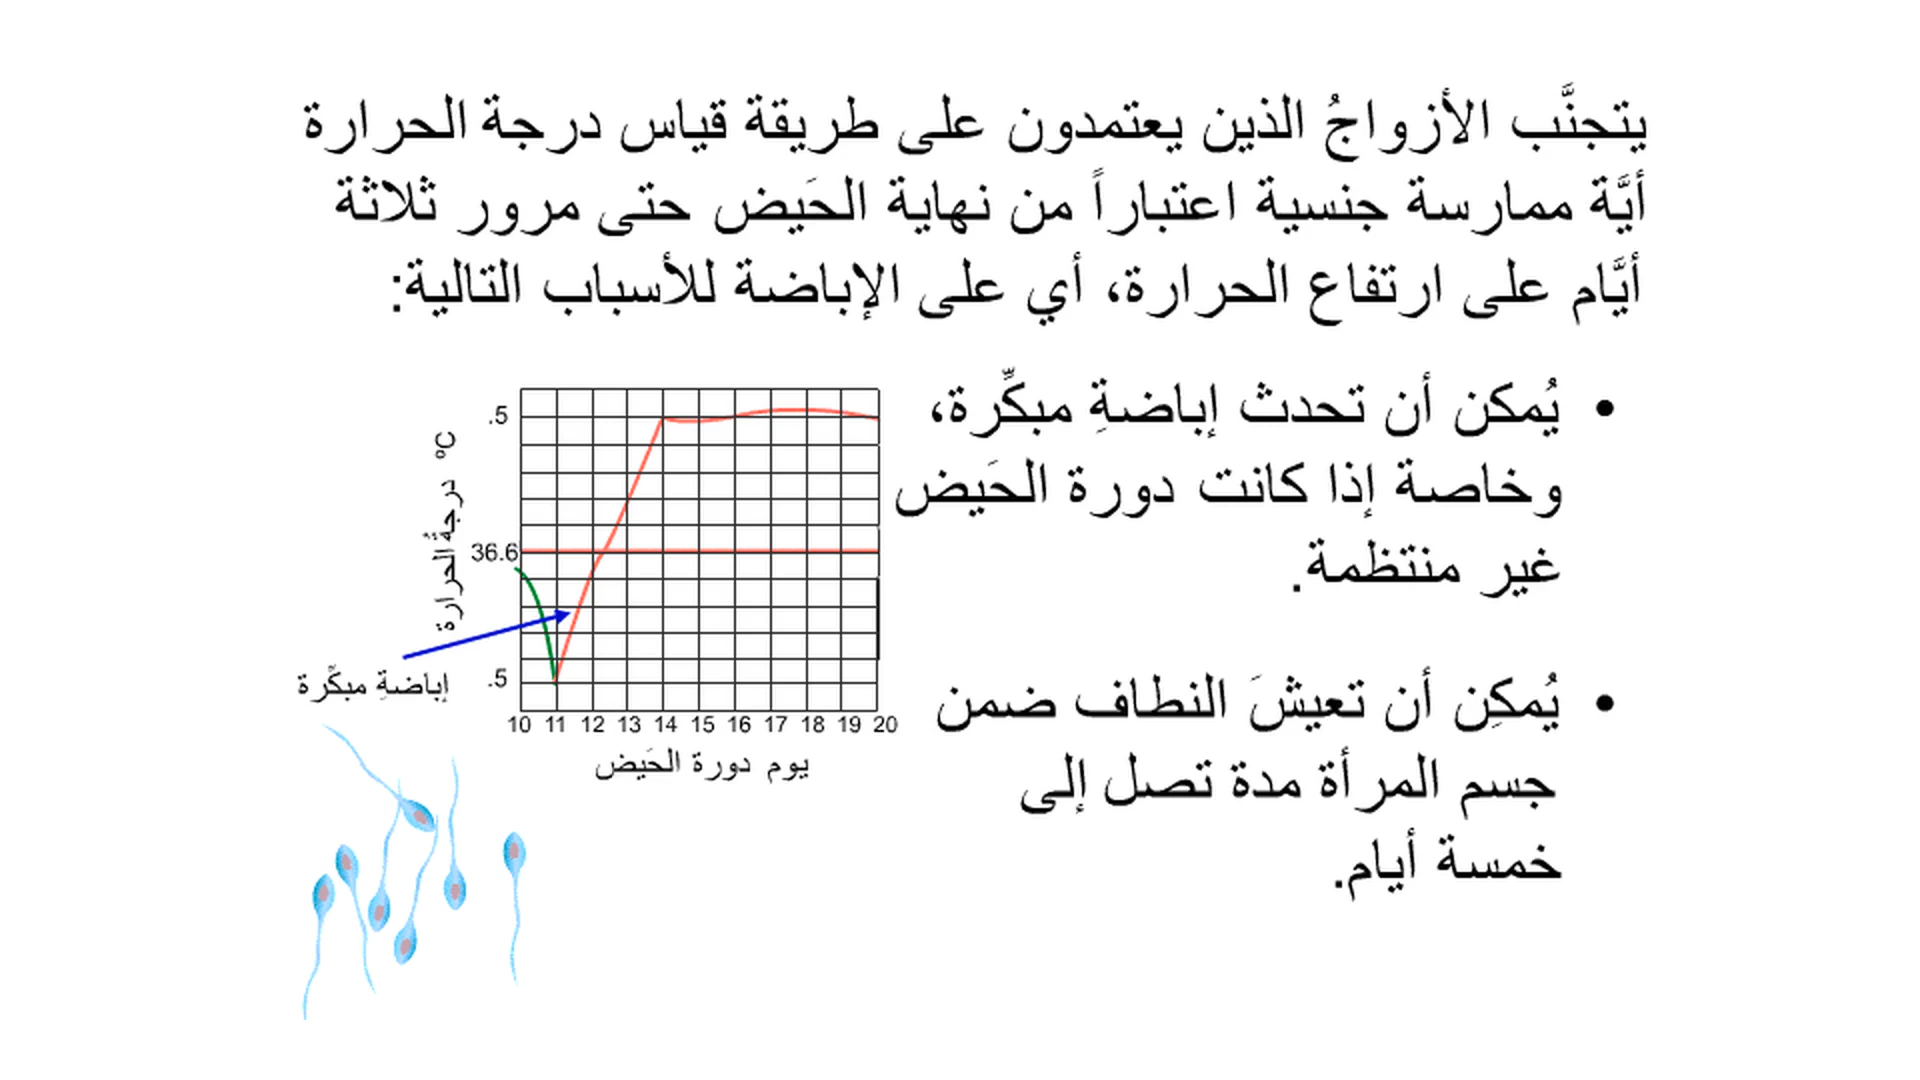 يتجنَّب الأزواجُ الذين يعتمدون على طريقة قياس درجة الحرارة
أيَّة ممارسة جنسية اعتباراً من نهاية الحَيض حتى مرور ثلاثة
أيَّام على ارتفاع الحرارة، أي على الإباضة للأسباب التالية:
• يُمكن أن تحدث إباضةِ مبكِّرة،
وخاصة إذا كانت دورة الحَيض
غير منتظمة.
• يُمكِن أن تعيشَ النطاف ضمن
جسم المرأة مدة تصل إلى
خمسة أيام.
درجةُ الحرارة °C
.5
36.6
.5
إباضةِ مبكِّرة
10 11 12 13 14 15 16 17 18 19 20
يوم دورة الحَيض